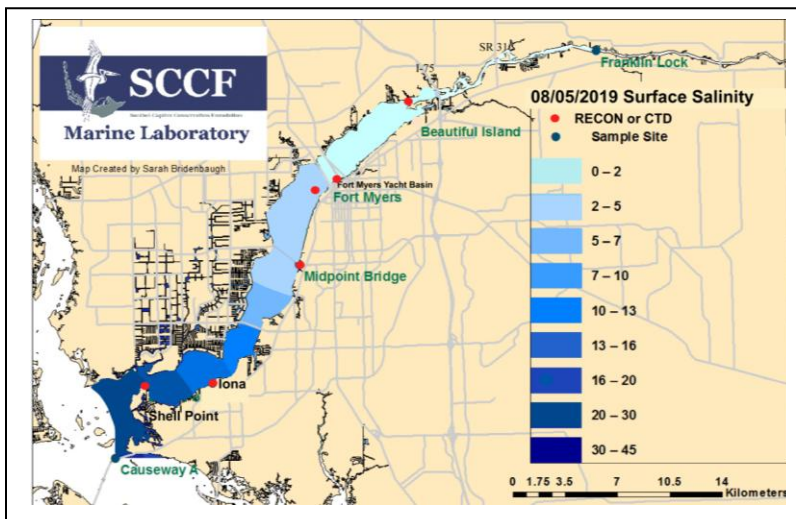 SCCF
Sanibel-Captiva Conservation Foundation
Marine Laboratory
Map Created by Sarah Bridenbaugh
I-75
SR 31
Franklin Lock
Beautiful Island
Fort Myers Yacht Basin
Fort Myers
Midpoint Bridge
Iona
Shell Point
Causeway A
08/05/2019 Surface Salinity
RECON or CTD
Sample Site
0 – 2
2 – 5
5 – 7
7 – 10
10 – 13
13 – 16
16 – 20
20 – 30
30 – 45
0 1.75 3.5 7 10.5 14
Kilometers